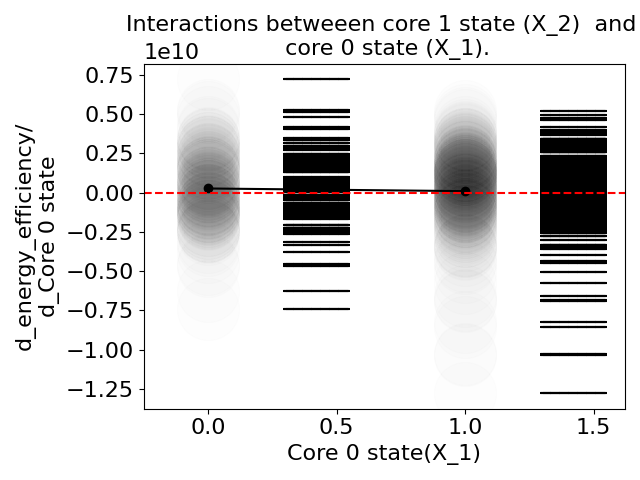 Interactions betweeen core 1 state (X_2)  and
core 0 state (X_1).
1e10
0.75
0.50
0.25
0.00
−0.25
−0.50
−0.75
−1.00
−1.25
d_energy_efficiency/
d_Core 0 state
0.0
0.5
1.0
1.5
Core 0 state(X_1)